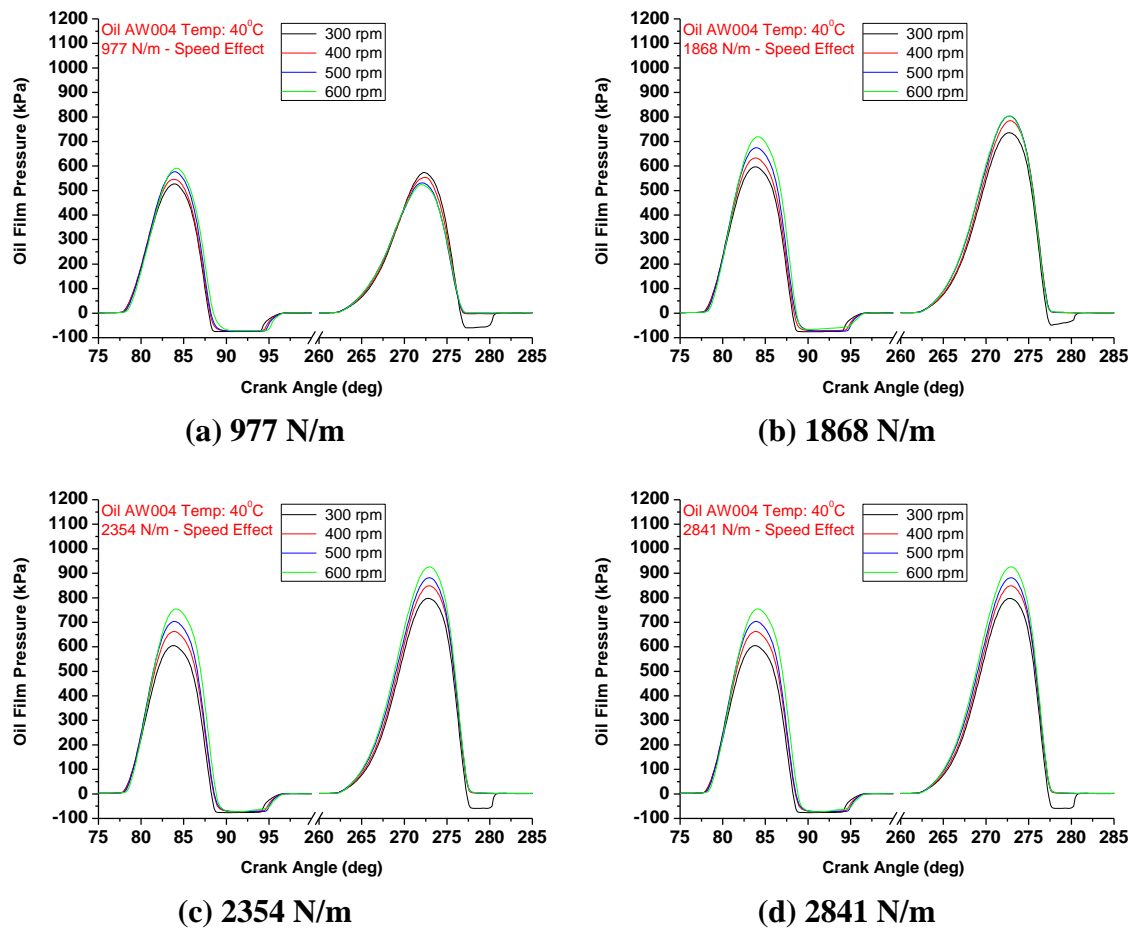 Oil AW004 Temp: 40⁰C
977 N/m - Speed Effect
300 rpm
400 rpm
500 rpm
600 rpm
Oil Film Pressure (kPa)
1200
1100
1000
900
800
700
600
500
400
300
200
100
0
-100
75 80 85 90 95 260 265 270 275 280 285
Crank Angle (deg)
(a) 977 N/m
Oil AW004 Temp: 40⁰C
1868 N/m - Speed Effect
300 rpm
400 rpm
500 rpm
600 rpm
Oil Film Pressure (kPa)
1200
1100
1000
900
800
700
600
500
400
300
200
100
0
-100
75 80 85 90 95 260 265 270 275 280 285
Crank Angle (deg)
(b) 1868 N/m
Oil AW004 Temp: 40⁰C
2354 N/m - Speed Effect
300 rpm
400 rpm
500 rpm
600 rpm
Oil Film Pressure (kPa)
1200
1100
1000
900
800
700
600
500
400
300
200
100
0
-100
75 80 85 90 95 260 265 270 275 280 285
Crank Angle (deg)
(c) 2354 N/m
Oil AW004 Temp: 40⁰C
2841 N/m - Speed Effect
300 rpm
400 rpm
500 rpm
600 rpm
Oil Film Pressure (kPa)
1200
1100
1000
900
800
700
600
500
400
300
200
100
0
-100
75 80 85 90 95 260 265 270 275 280 285
Crank Angle (deg)
(d) 2841 N/m